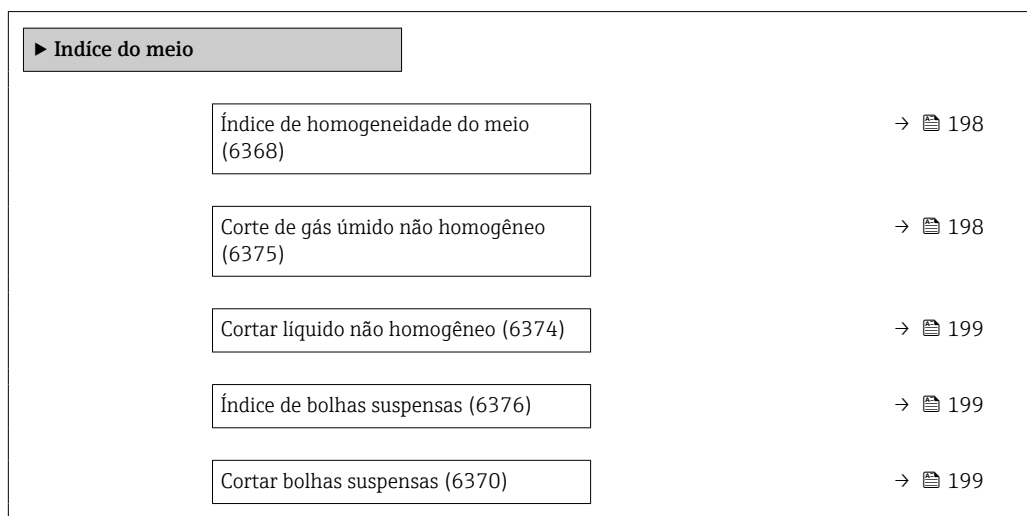 ▶ Indíce do meio
Índice de homogeneidade do meio → 198
(6368)
Corte de gás úmido não homogêneo → 198
(6375)
Cortar líquido não homogêneo (6374) → 199
Índice de bolhas suspensas (6376) → 199
Cortar bolhas suspensas (6370) → 199